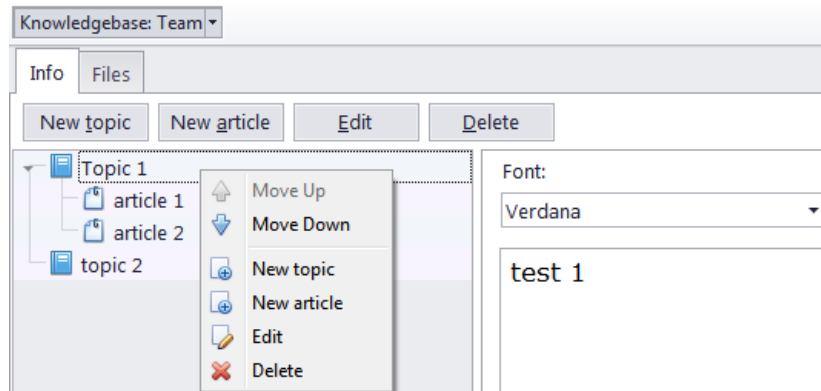 Knowledgebase: Team
Info Files
New topic New article Edit Delete
Topic 1
article 1
article 2
topic 2
Move Up
Move Down
New topic
New article
Edit
Delete
Font:
Verdana
test 1